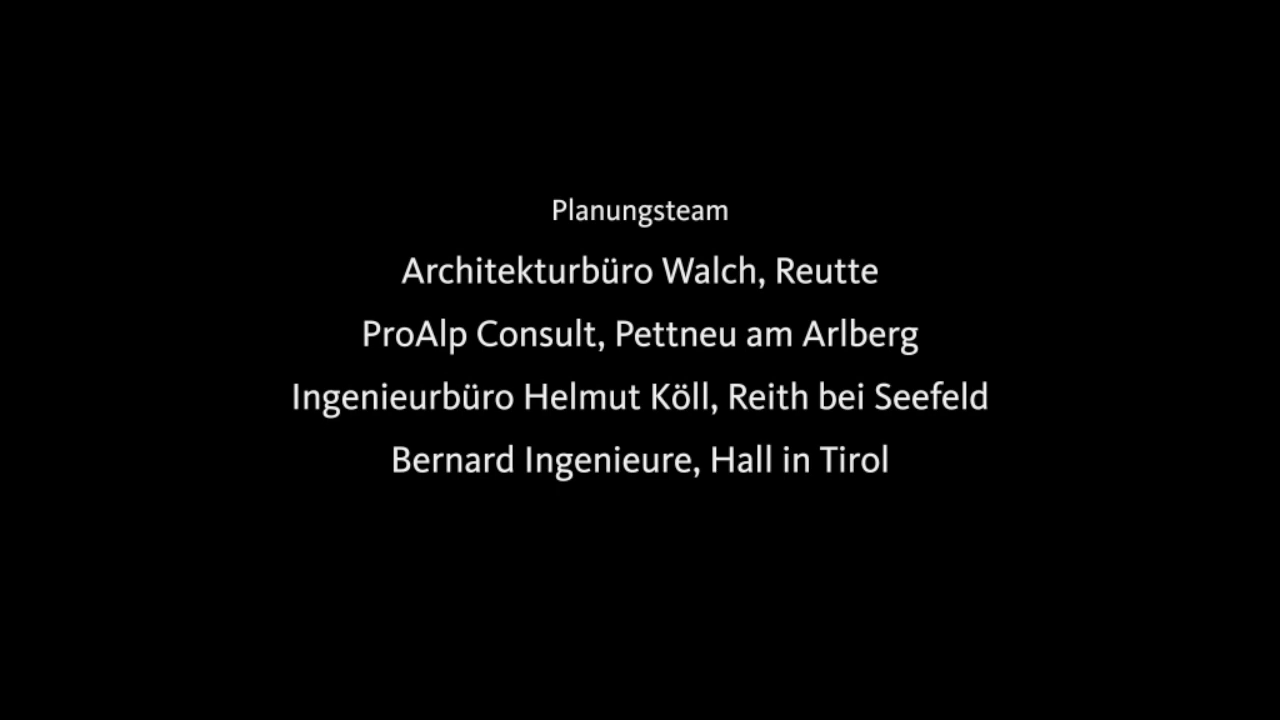 Planungsteam
Architekturbüro Walch, Reutte
ProAlp Consult, Pettneu am Arlberg
Ingenieurbüro Helmut Köll, Reith bei Seefeld
Bernard Ingenieure, Hall in Tirol